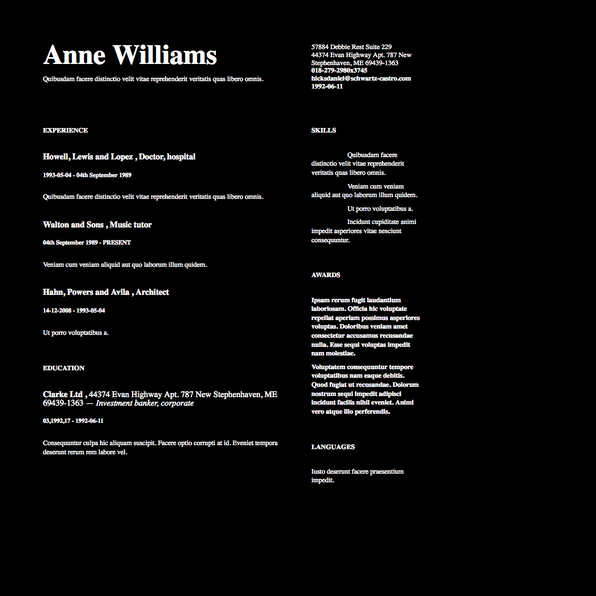 Anne Williams
Quibusdam facere distinctio velit vitae reprehenderit veritatis quas libero omnis.
57884 Debbie Rest Suite 229
44374 Evan Highway Apt. 787 New
Stephenhaven, ME 69439-1363
018-279-2980x3745
hicksdaniel@schwartz-castro.com
1992-06-11
EXPERIENCE
Howell, Lewis and Lopez , Doctor, hospital
1993-05-04 - 04th September 1989
Quibusdam facere distinctio velit vitae reprehenderit veritatis quas libero omnis.
Walton and Sons , Music tutor
04th September 1989 - PRESENT
Veniam cum veniam aliquid aut quo laborum illum quidem.
Hahn, Powers and Avila , Architect
14-12-2008 - 1993-05-04
Ut porro voluptatibus a.
EDUCATION
Clarke Ltd , 44374 Evan Highway Apt. 787 New Stephenhaven, ME
69439-1363 — Investment banker, corporate
03,1992,17 - 1992-06-11
Consequuntur culpa hic aliquam suscipit. Facere optio corrupti at id. Eveniet tempora
deserunt rerum rem labore vel.
SKILLS
Quibusdam facere
distinctio velit vitae reprehenderit
veritatis quas libero omnis.
Veniam cum veniam
aliquid aut quo laborum illum quidem.
Ut porro voluptatibus a.
Incidunt cupiditate animi
impedit asperiores vitae nesciunt
consequuntur.
AWARDS
Ipsam rerum fugit laudantium
laboriosam. Officia hic voluptate
repellat aperiam possimus asperiores
voluptas. Doloribus veniam amet
consectetur accusamus recusandae
nulla. Esse sequi voluptas impedit
nam molestiae.
Voluptatem consequuntur tempore
voluptatibus nam eaque debitis.
Quod fugiat ut recusandae. Dolorum
nostrum sequi impedit adipisci
incidunt facilis nihil eveniet. Animi
vero atque illo perferendis.
LANGUAGES
Iusto deserunt facere praesentium
impedit.